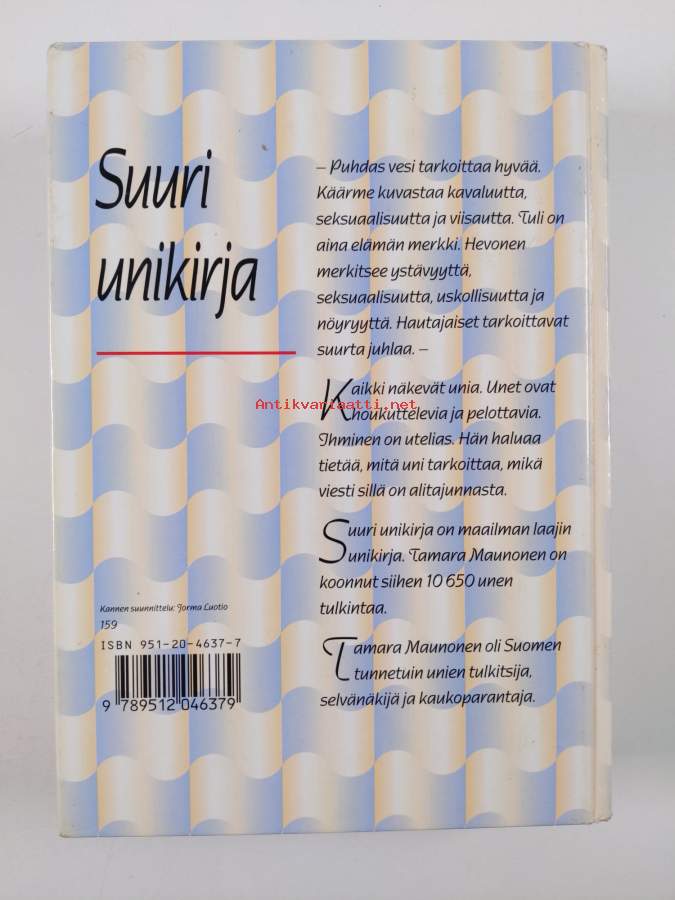 Suuri
unikirja
– Puhdas vesi tarkoittaa hyvää.
Käärme kuvastaa kavaluutta,
seksuaalisuutta ja viisautta. Tuli on
aina elämän merkki. Hevonen
merkitsee ystävyyttä,
seksuaalisuutta, uskollisuutta ja
nöyryyttä. Hautajaiset tarkoittavat
suurta juhlaa. –
Kaikki näkevät unia. Unet ovat
houkuttelevia ja pelottavia.
Ihminen on utelias. Hän haluaa
tietää, mitä uni tarkoittaa, mikä
viesti sillä on alitajunnasta.
Suuri unikirja on maailman laajin
unikirja. Tamara Maunonen on
koonnut siihen 10 650 unen
tulkintaa.
Tamara Maunonen oli Suomen
tunnetuin unien tulkitsija,
selvänäkijä ja kaukoparantaja.
Antikvariaatti.net
Kannen suunnittelu: Jorma Luotio
159
ISBN 951-20-4637-7
9 789512 046379